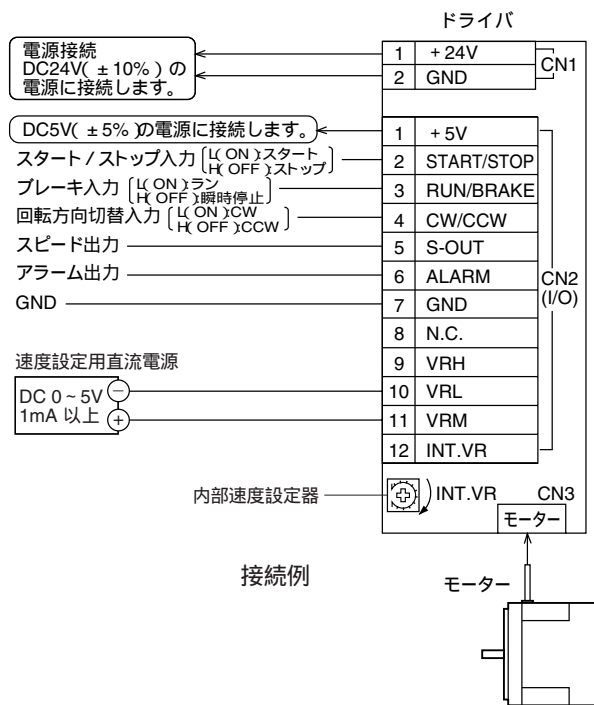 ドライバ
電源接続
DC24V(±10%)の
電源に接続します。
1 +24V
2 GND
CN1
DC5V(±5%)の電源に接続します。
1 +5V
スタート/ストップ入力 L(ON):スタート H(OFF):ストップ
2 START/STOP
ブレーキ入力 L(ON):ラン H(OFF):瞬時停止
3 RUN/BRAKE
回転方向切替入力 L(ON):CW H(OFF):CCW
4 CW/CCW
スピード出力
5 S-OUT
アラーム出力
6 ALARM
GND
7 GND
CN2
(I/O)
8 N.C.
9 VRH
速度設定用直流電源
DC 0~5V
1mA 以上
− 
+
10 VRL
11 VRM
12 INT.VR
内部速度設定器
INT.VR
CN3
モーター
接続例
モーター